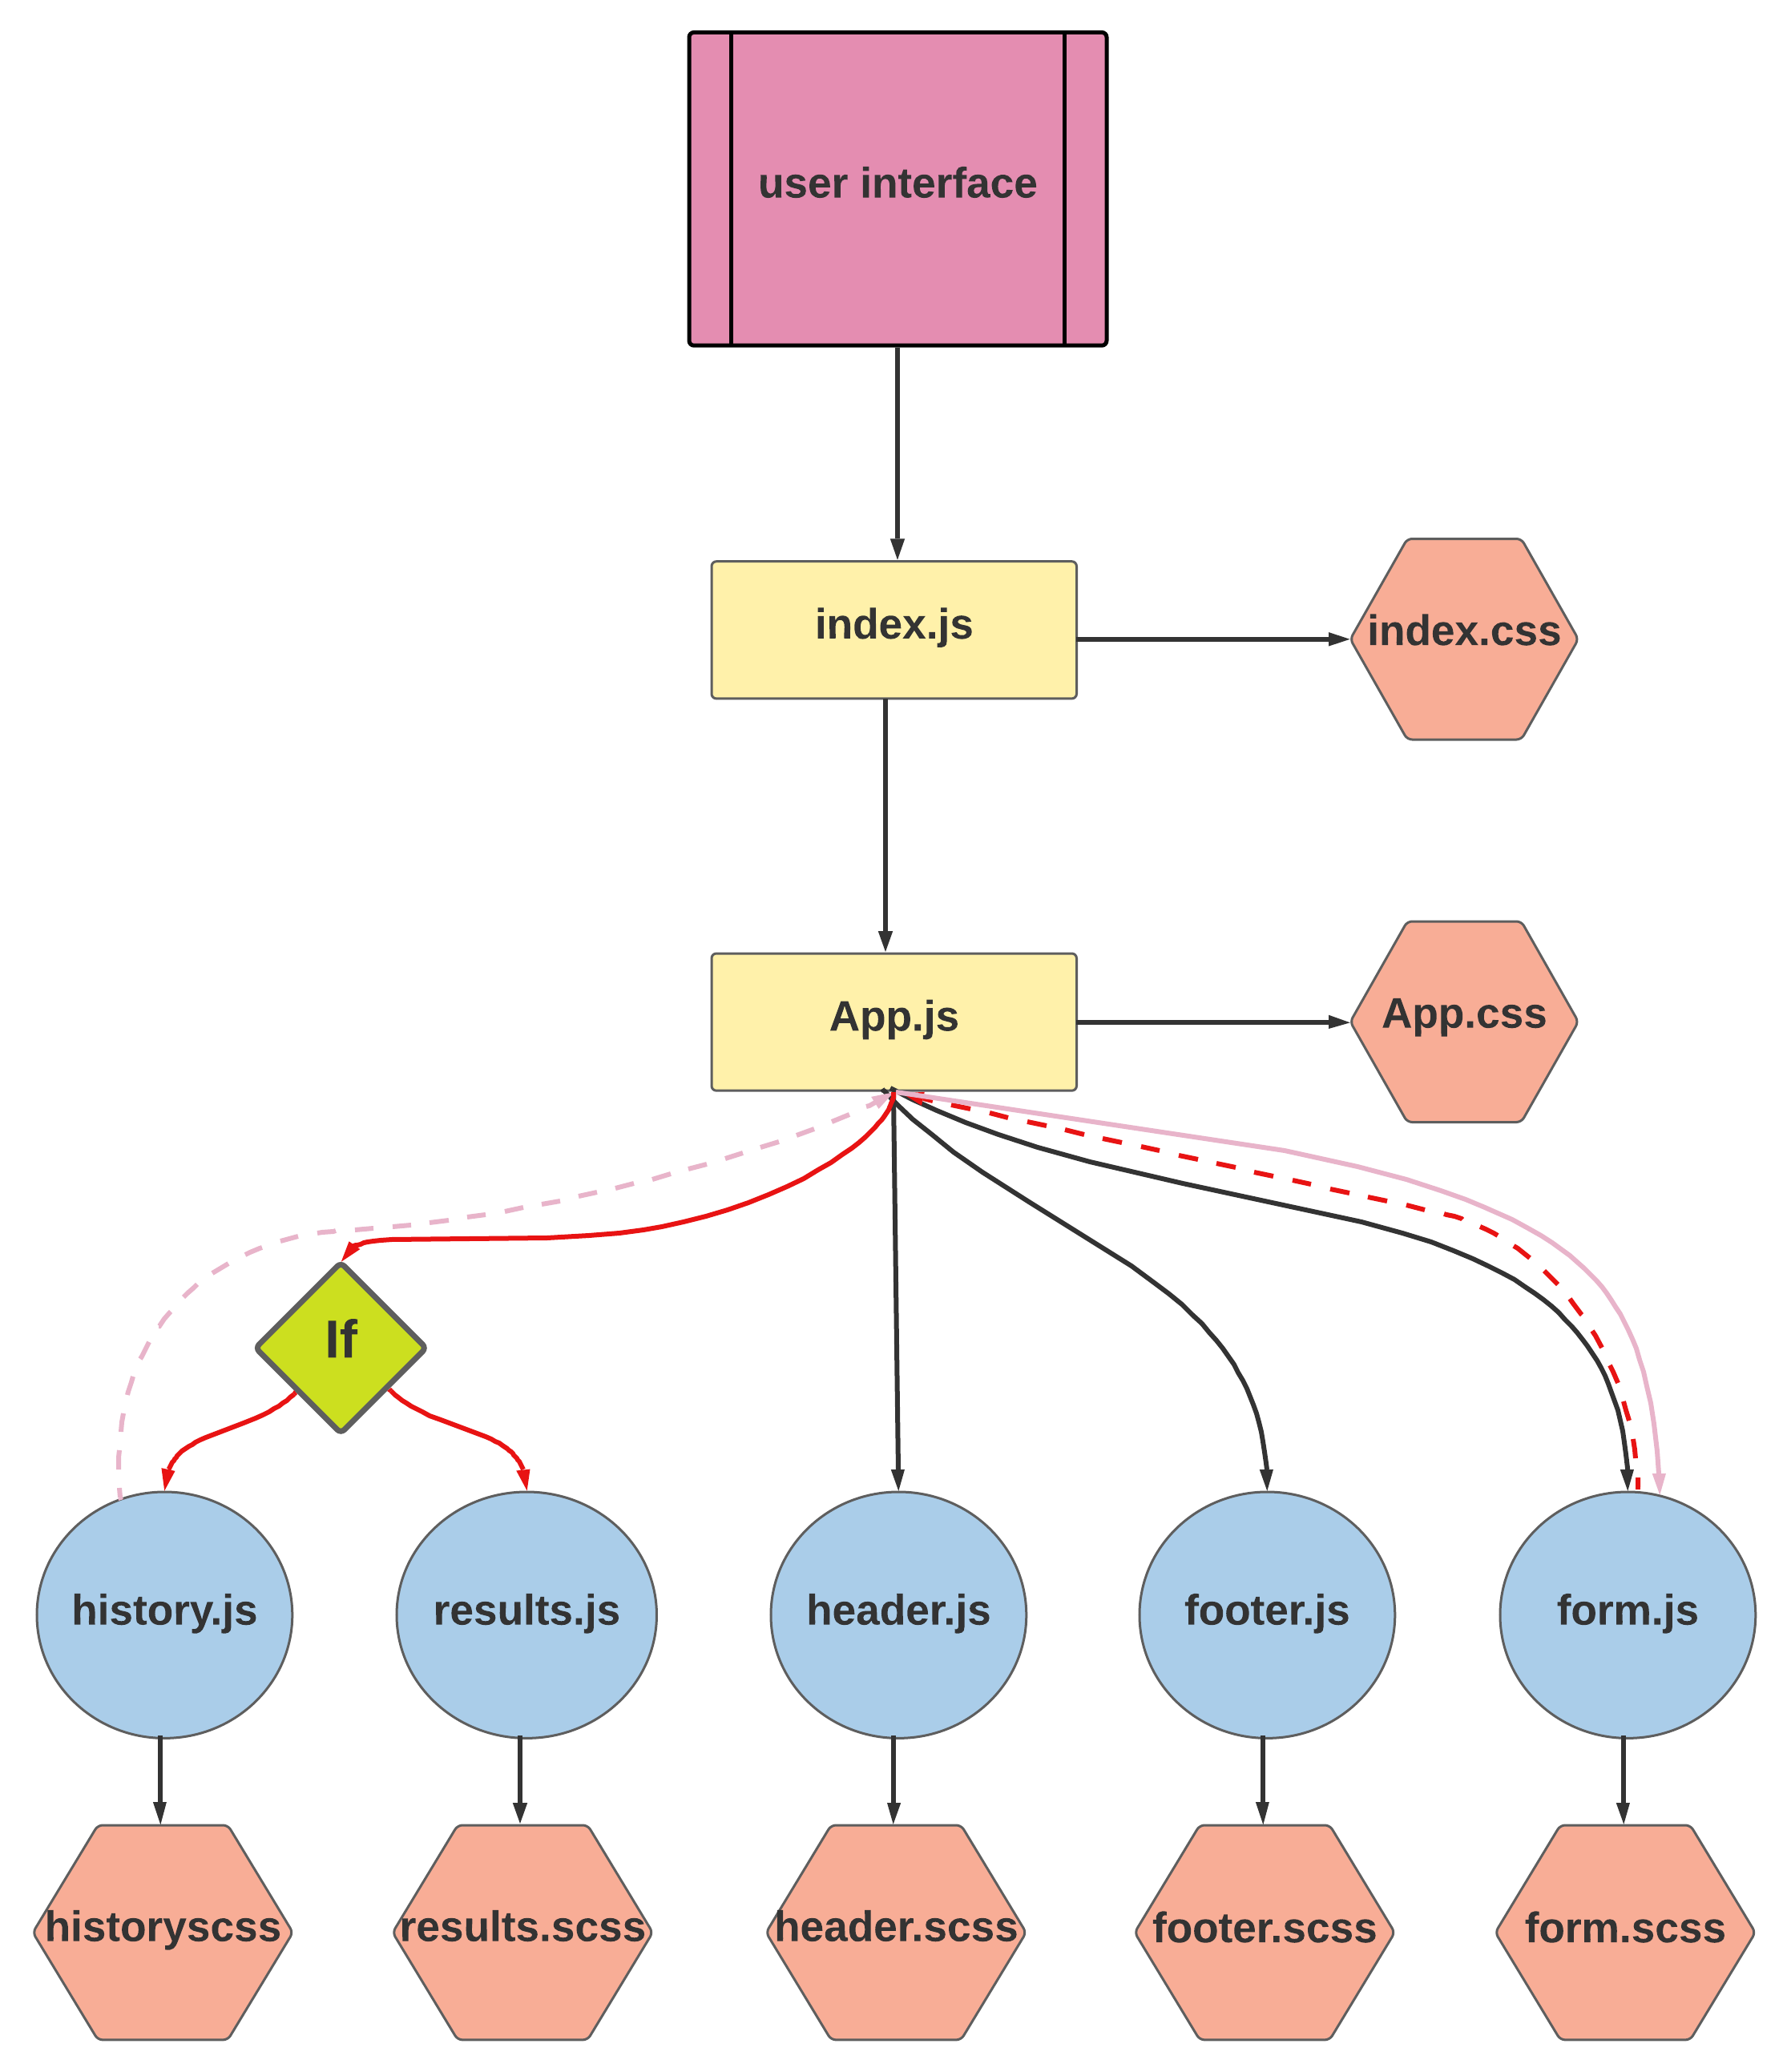 user interface
index.js
index.css
App.js
App.css
If
history.js
results.js
header.js
footer.js
form.js
historyscss
results.scss
header.scss
footer.scss
form.scss